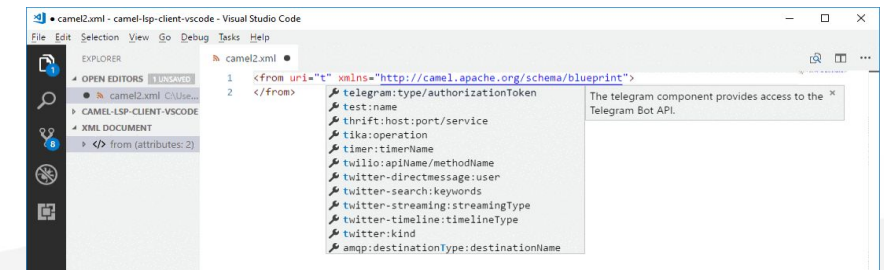 camel2.xml - camel-lsp-client-vscode - Visual Studio Code
File Edit Selection View Go Debug Tasks Help
EXPLORER
camel2.xml
OPEN EDITORS 1 UNSAVED
camel2.xml C:\Use...
CAMEL-LSP-CLIENT-VSCODE
XML DOCUMENT
</> from (attributes: 2)
1
8
1 <from uri="t" xmlns="http://camel.apache.org/schema/blueprint">
2 </from>
telegram:type/authorizationToken
test:name
thrift:host:port/service
tika:operation
timer:timerName
twilio:apiName/methodName
twitter-directmessage:user
twitter-search:keywords
twitter-streaming:streamingType
twitter-timeline:timelineType
twitter:kind
amqp:destinationType:destinationName
The telegram component provides access to the
Telegram Bot API.